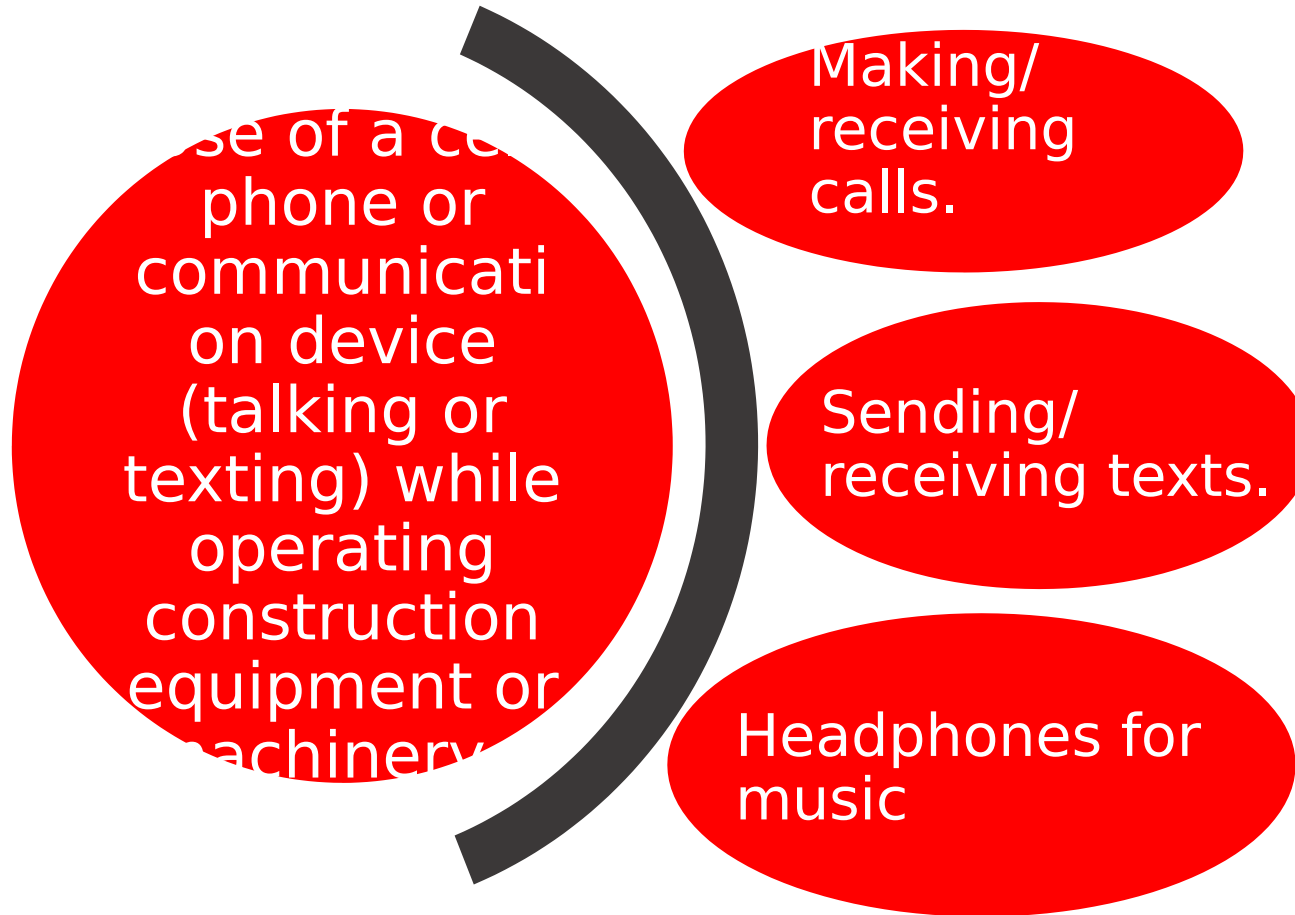 of a
phone or
communicati
on device
(talking or
texting) while
operating
construction
equipment or
Making/
receiving
calls.
Sending/
receiving texts.
Headphones for
music